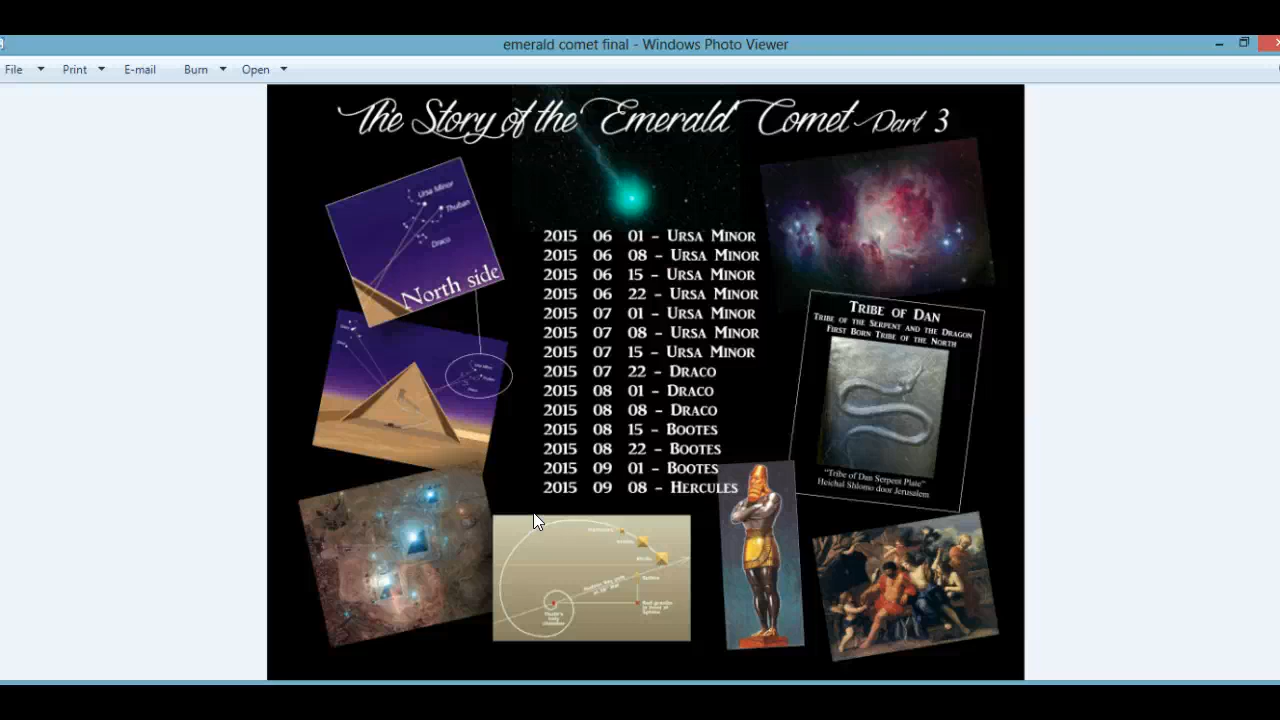 emerald comet final - Windows Photo Viewer
File Print E-mail Burn Open
The Story of the Emerald Comet Part 3
Ursa Minor
Thuban
Draco
North side
2015 06 01 - Ursa Minor
2015 06 08 - Ursa Minor
2015 06 15 - Ursa Minor
2015 06 22 - Ursa Minor
2015 07 01 - Ursa Minor
2015 07 08 - Ursa Minor
2015 07 15 - Ursa Minor
2015 07 22 - Draco
2015 08 01 - Draco
2015 08 08 - Draco
2015 08 15 - Bootes
2015 08 22 - Bootes
2015 09 01 - Bootes
2015 09 08 - Hercules
Tribe of Dan
Tribe of the Serpent and the Dragon
First Born Tribe of the North
"Tribe of Dan Serpent Plate"
Heichal Shlomo door Jerusalem